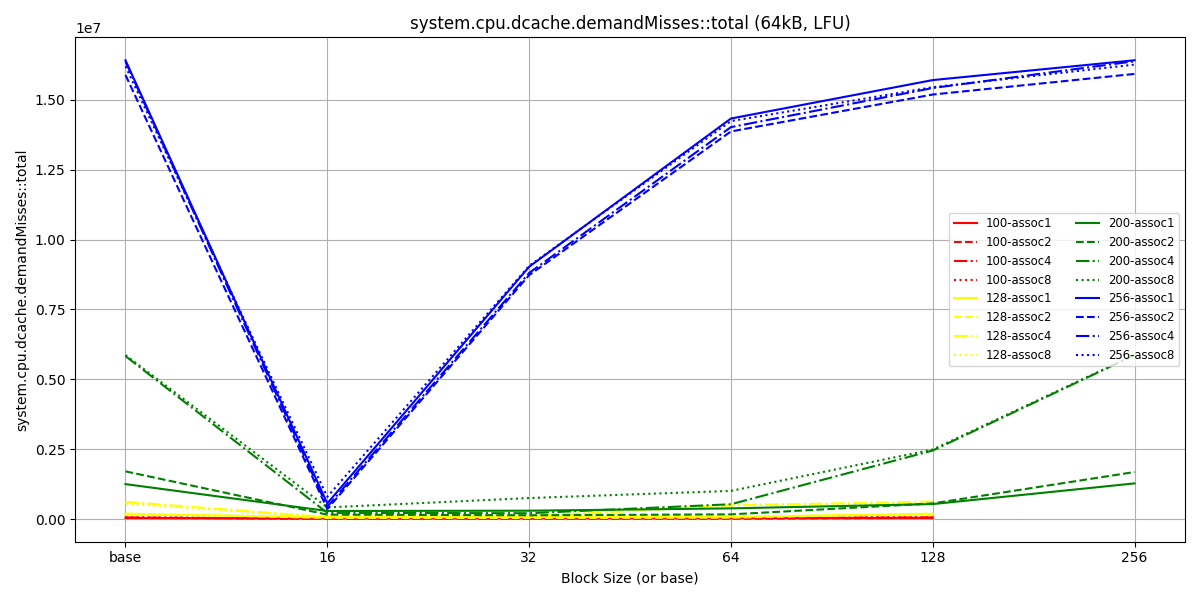 system.cpu.dcache.demandMisses::total (64kB, LFU)
1e7
1.50
1.25
1.00
0.75
0.50
0.25
0.00
system.cpu.dcache.demandMisses::total
base 16 32 64 128 256
Block Size (or base)
100-assoc1 200-assoc1
100-assoc2 200-assoc2
100-assoc4 200-assoc4
100-assoc8 200-assoc8
128-assoc1 256-assoc1
128-assoc2 256-assoc2
128-assoc4 256-assoc4
128-assoc8 256-assoc8